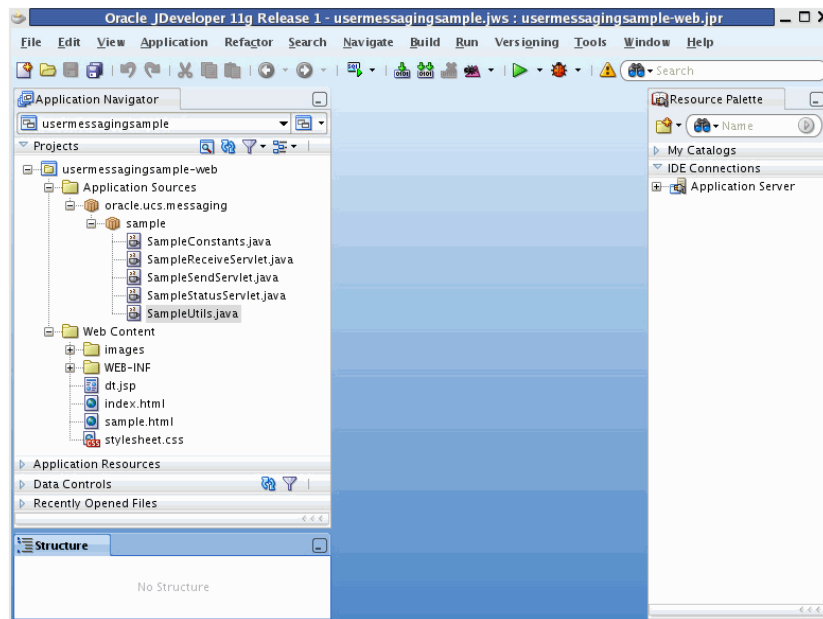 Oracle JDeveloper 11g Release 1 - usermessagingsample.jws : usermessagingsample-web.jpr
File Edit View Application Refactor Search Navigate Build Run Versioning Tools Window Help
Search
Application Navigator
usermessagingsample
Projects
usermessagingsample-web
Application Sources
oracle.ucs.messaging
sample
SampleConstants.java
SampleReceiveServlet.java
SampleSendServlet.java
SampleStatusServlet.java
SampleUtils.java
Web Content
images
WEB-INF
dt.jsp
index.html
sample.html
stylesheet.css
Application Resources
Data Controls
Recently Opened Files
Structure
No Structure
Resource Palette
Name
My Catalogs
IDE Connections
Application Server